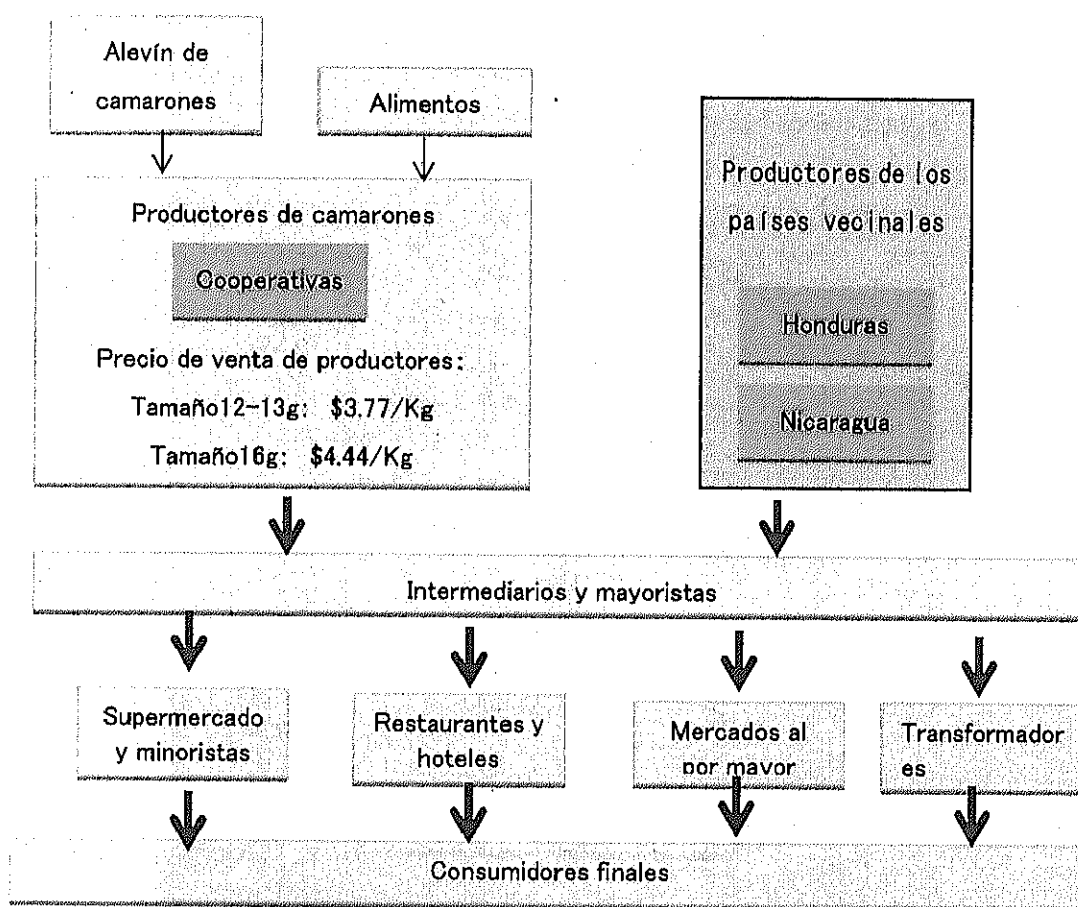 Alevín de
camarones
Alimentos
Productores de camarones
Cooperativas
Precio de venta de productores:
Tamaño12-13g: $3.77/Kg
Tamaño16g: $4.44/Kg
Productores de los
países vecinales
Honduras
Nicaragua
Intermediarios y mayoristas
Supermercado
y minoristas
Restaurantes y
hoteles
Mercados al
por mayor
Transformador
es
Consumidores finales